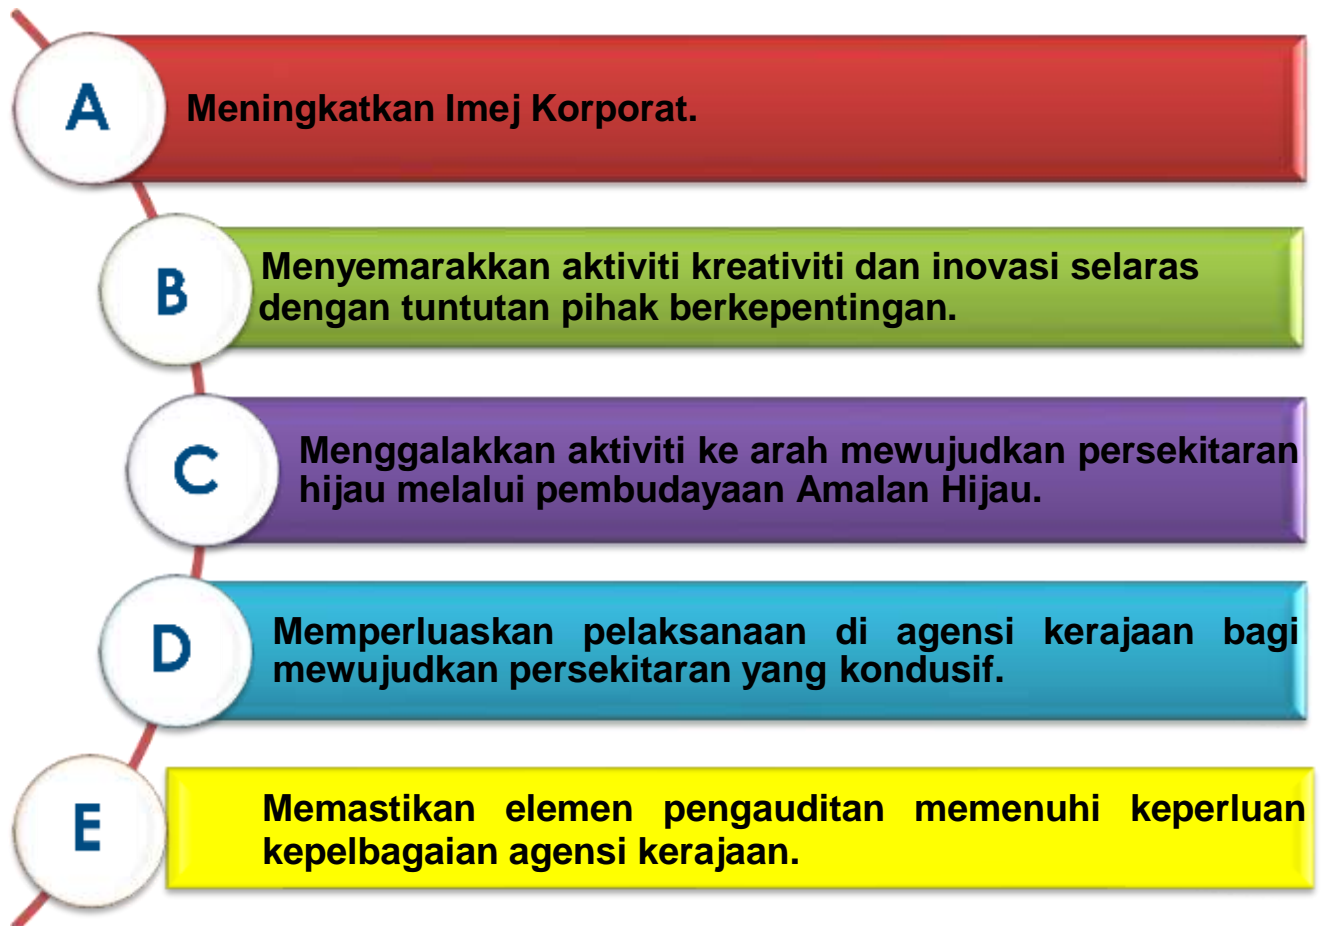 A
Meningkatkan Imej Korporat.
B
Menyemarakkan aktiviti kreativiti dan inovasi selaras
dengan tuntutan pihak berkepentingan.
C
Menggalakkan aktiviti ke arah mewujudkan persekitaran
hijau melalui pembudayaan Amalan Hijau.
D
Memperluaskan pelaksanaan di agensi kerajaan bagi
mewujudkan persekitaran yang kondusif.
E
Memastikan elemen pengauditan memenuhi keperluan
kepelbagaian agensi kerajaan.